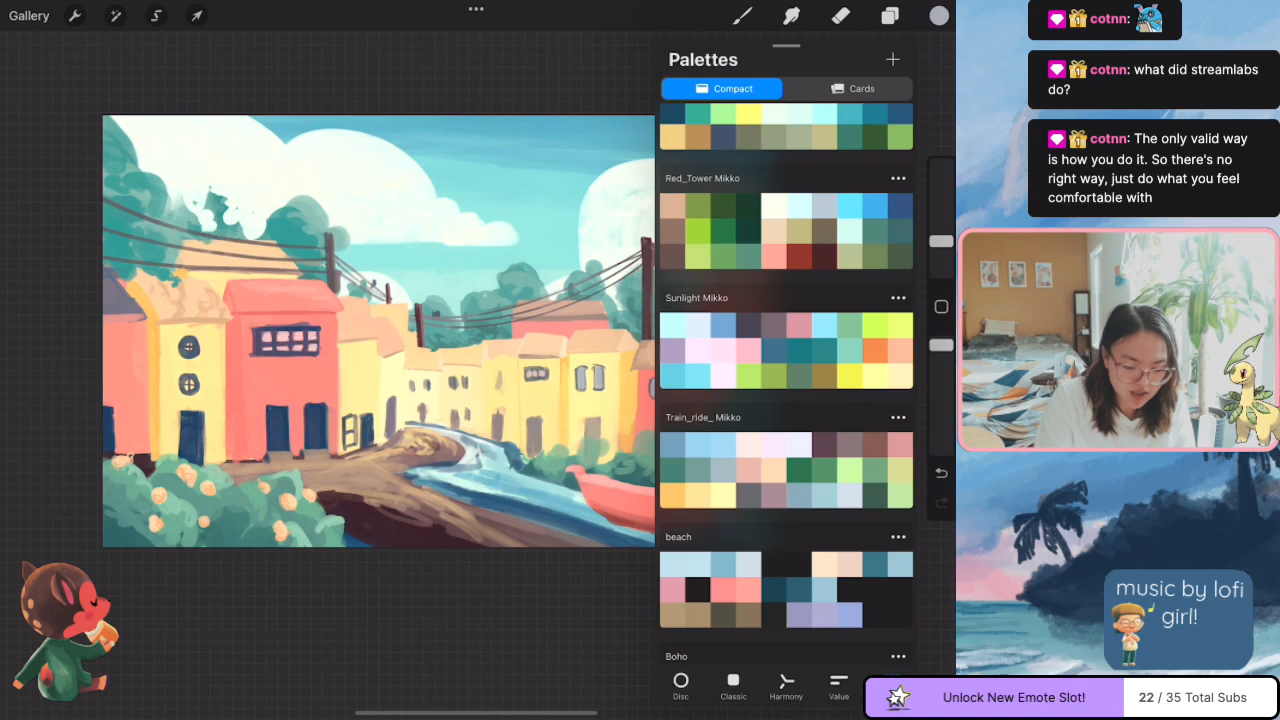 Gallery
Palettes
Compact
Cards
Red_Tower Mikko
Sunlight Mikko
Train_ride_ Mikko
beach
Boho
Disc
Classic
Harmony
Value
cotnn:
cotnn: what did streamlabs
do?
cotnn: The only valid way
is how you do it. So there's no
right way, just do what you feel
comfortable with
music by lofi
girl!
Unlock New Emote Slot!
22 / 35 Total Subs